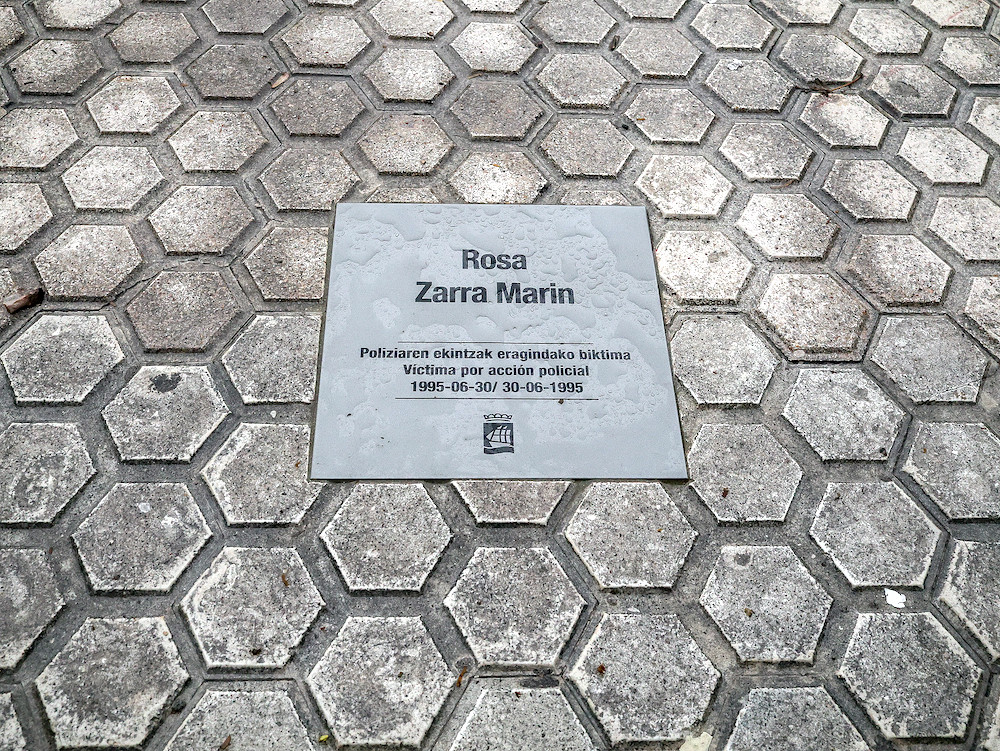 Rosa
Zarra Marin
Poliziaren ekintzak eragindako biktima
Víctima por acción policial
1995-06-30/ 30-06-1995